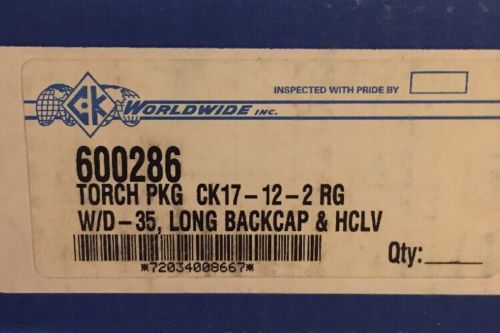 INSPECTED WITH PRIDE BY
CK WORLDWIDE INC.
600286
TORCH PKG CK17-12-2 RG
W/D-35, LONG BACKCAP & HCLV
*72034008667*
Qty: